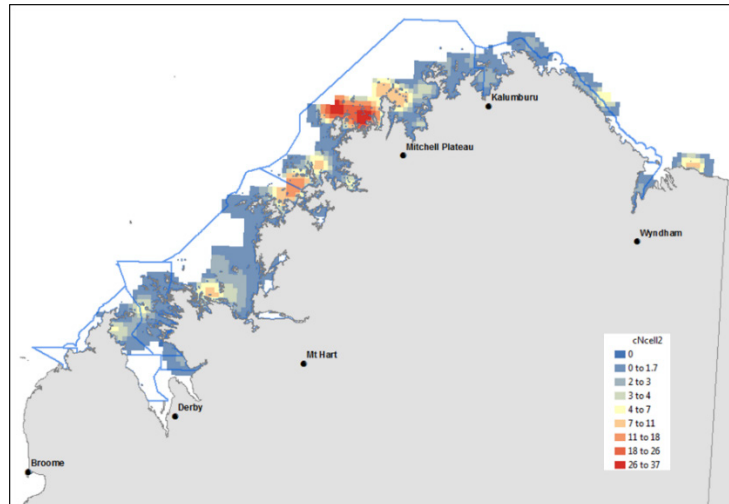 Kalumburu
Mitchell Plateau
Wyndham
Mt Hart
Derby
Broome
cNcell2
0
0 to 1.7
2 to 3
3 to 4
4 to 7
7 to 11
11 to 18
18 to 26
26 to 37